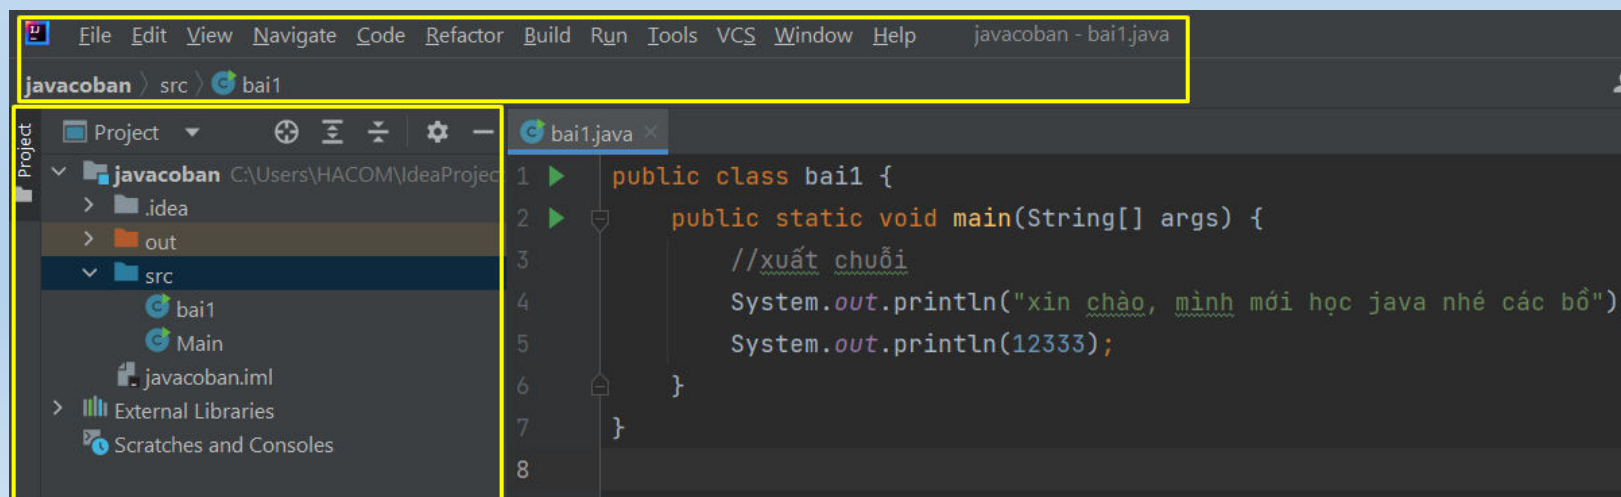 File Edit View Navigate Code Refactor Build Run Tools VCS Window Help javacoban - bai1.java
javacoban src bai1
Project
Project
bai1.java
javacoban C:\Users\HACOM\IdeaProjec
.idea
out
src
bai1
Main
javacoban.iml
External Libraries
Scratches and Consoles
1 public class bai1 {
2 public static void main(String[] args) {
3 //xuất chuỗi
4 System.out.println("xin chào, mình mới học java nhé các bồ")
5 System.out.println(12333);
6 }
7 }
8